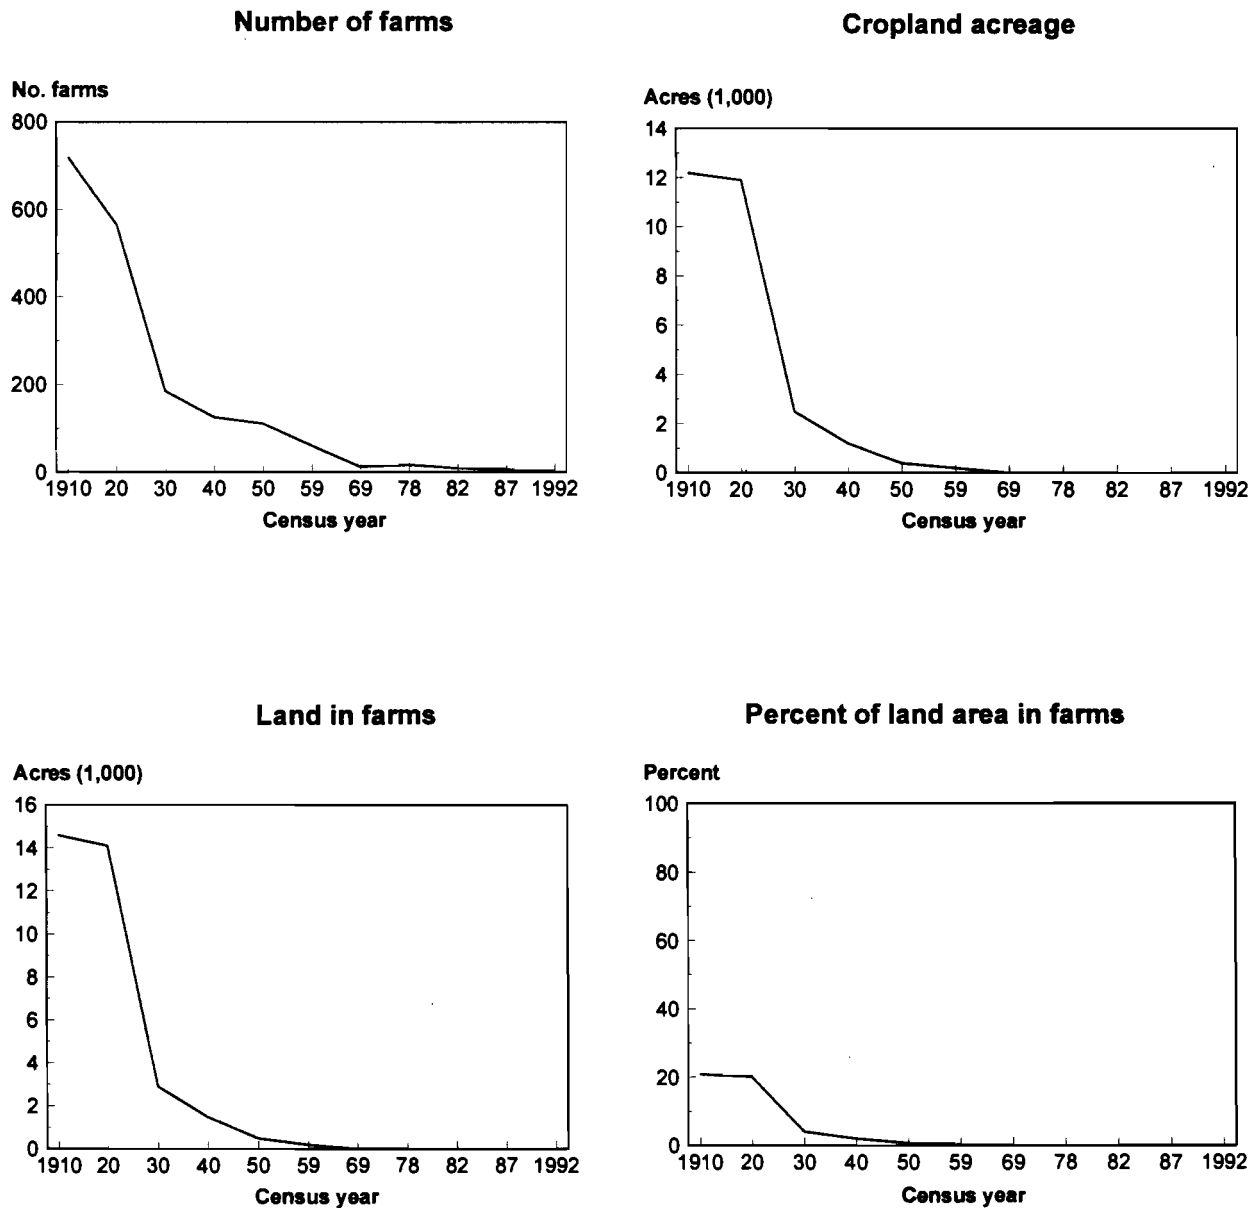 Number of farms
No. farms
800
600
400
200
0
1910 20 30 40 50 59 69 78 82 87 1992
Census year
Cropland acreage
Acres (1,000)
14
12
10
8
6
4
2
0
1910 20 30 40 50 59 69 78 82 87 1992
Census year
Land in farms
Acres (1,000)
16
14
12
10
8
6
4
2
0
1910 20 30 40 50 59 69 78 82 87 1992
Census year
Percent of land area in farms
Percent
100
80
60
40
20
0
1910 20 30 40 50 59 69 78 82 87 1992
Census year